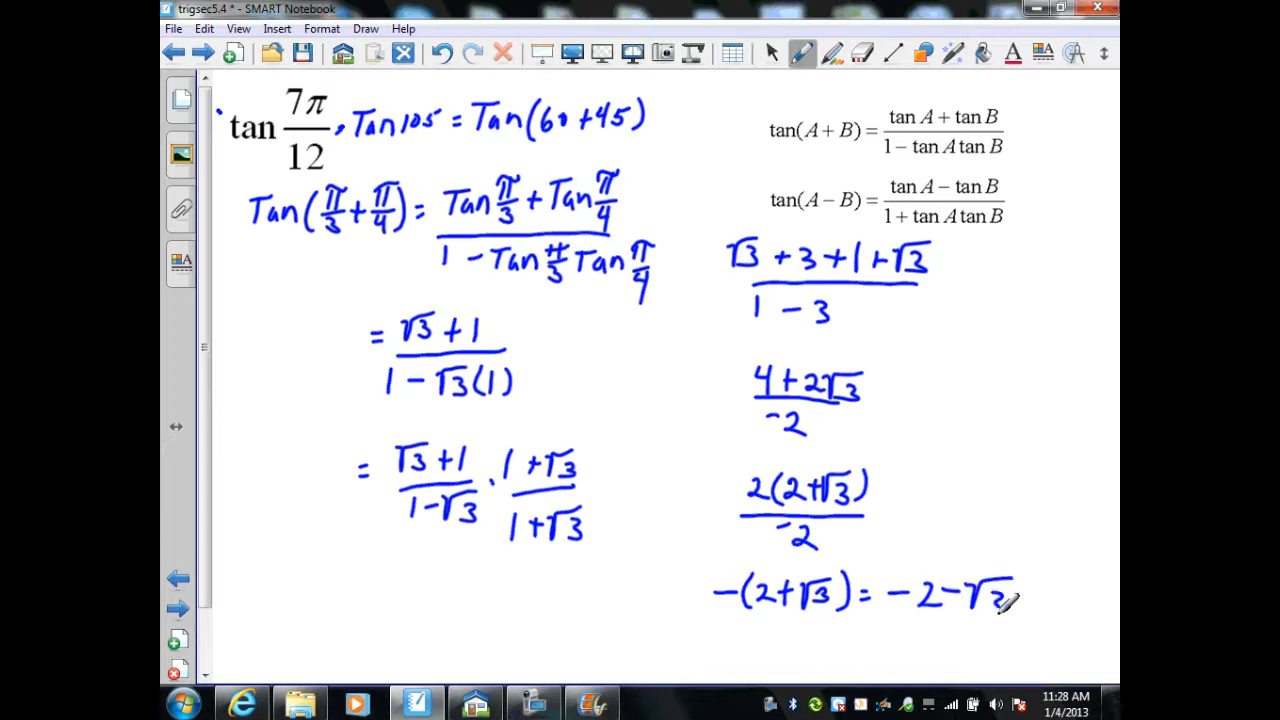 trigsec5.4 * - SMART Notebook
File Edit View Insert Format Draw Help
tan 7π/12, Tan 105 = Tan(60+45)
Tan(π/3 + π/4) = (Tan π/3 + Tan π/4)/(1 - Tan π/3 Tan π/4)
= (√3 + 1)/(1 - √3(1))
= (√3+1)/(1-√3) · (1+√3)/(1+√3)
tan(A + B) = (tan A + tan B)/(1 − tan A tan B)
tan(A − B) = (tan A − tan B)/(1 + tan A tan B)
(√3 + 3 + 1 + √3)/(1 - 3)
(4 + 2√3)/-2
2(2+√3)/-2
-(2+√3) = -2-√3
11:28 AM
1/4/2013